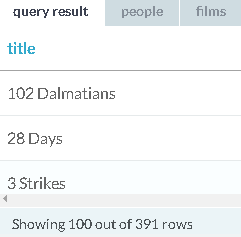 query result people films
title
102 Dalmatians
28 Days
3 Strikes
Showing 100 out of 391 rows